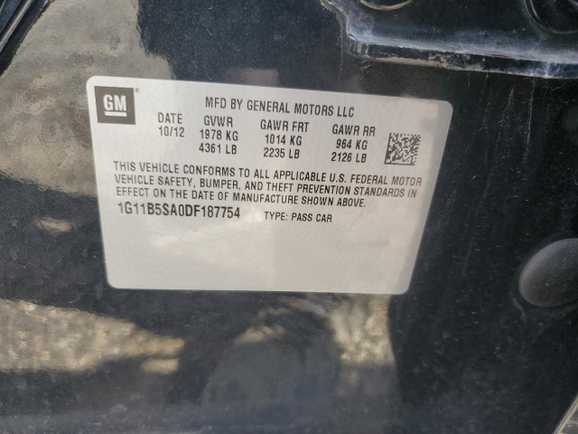 GM
MFD BY GENERAL MOTORS LLC
DATE GVWR GAWR FRT GAWR RR
10/12 1978 KG 1014 KG 964 KG
4361 LB 2235 LB 2126 LB
THIS VEHICLE CONFORMS TO ALL APPLICABLE U.S. FEDERAL MOTOR
VEHICLE SAFETY, BUMPER, AND THEFT PREVENTION STANDARDS IN
EFFECT ON THE DATE OF MANUFACTURE SHOWN ABOVE.
1G11B5SA0DF187754 TYPE: PASS CAR